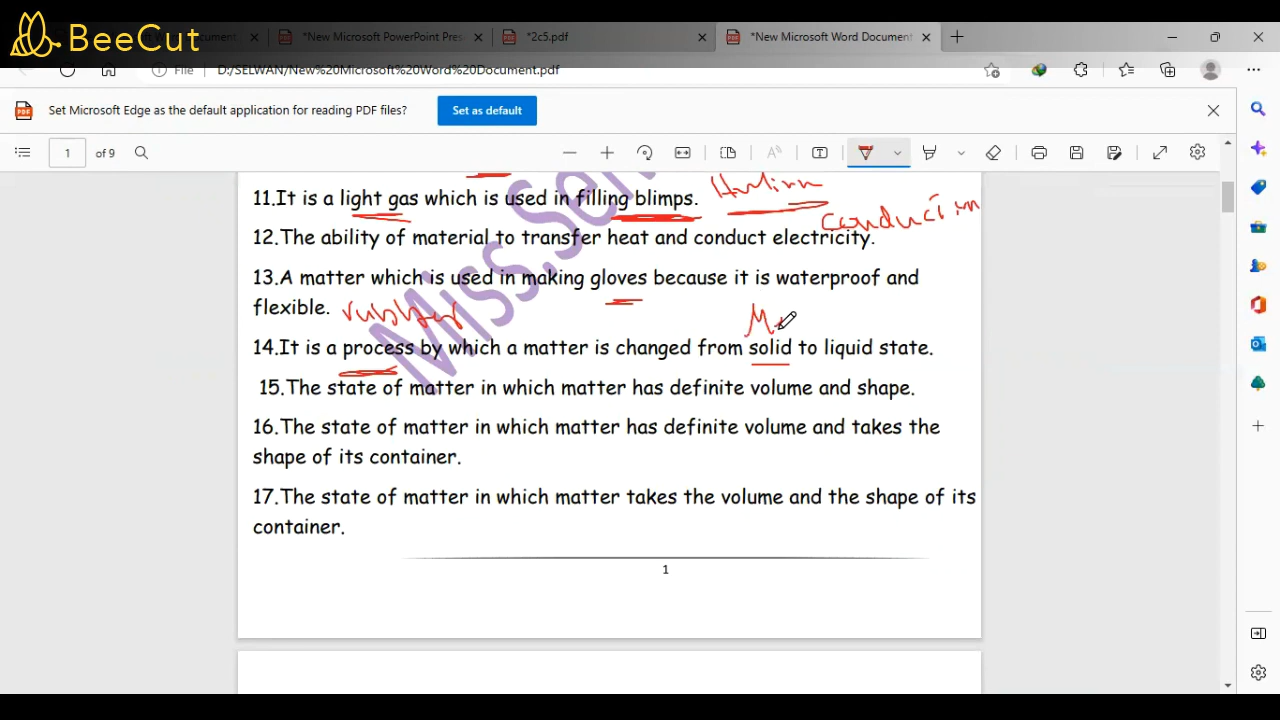 BeeCut
*New Microsoft PowerPoint Pres
*2c5.pdf
*New Microsoft Word Document
File
D:/SELWAN/New%20Microsoft%20Word%20Document.pdf
Set Microsoft Edge as the default application for reading PDF files?
Set as default
1
of 9
11.It is a light gas which is used in filling blimps.
conduction
12.The ability of material to transfer heat and conduct electricity.
13.A matter which is used in making gloves because it is waterproof and
flexible. rubber
14.It is a process by which a matter is changed from solid to liquid state.
15.The state of matter in which matter has definite volume and shape.
16.The state of matter in which matter has definite volume and takes the
shape of its container.
17.The state of matter in which matter takes the volume and the shape of its
container.
1